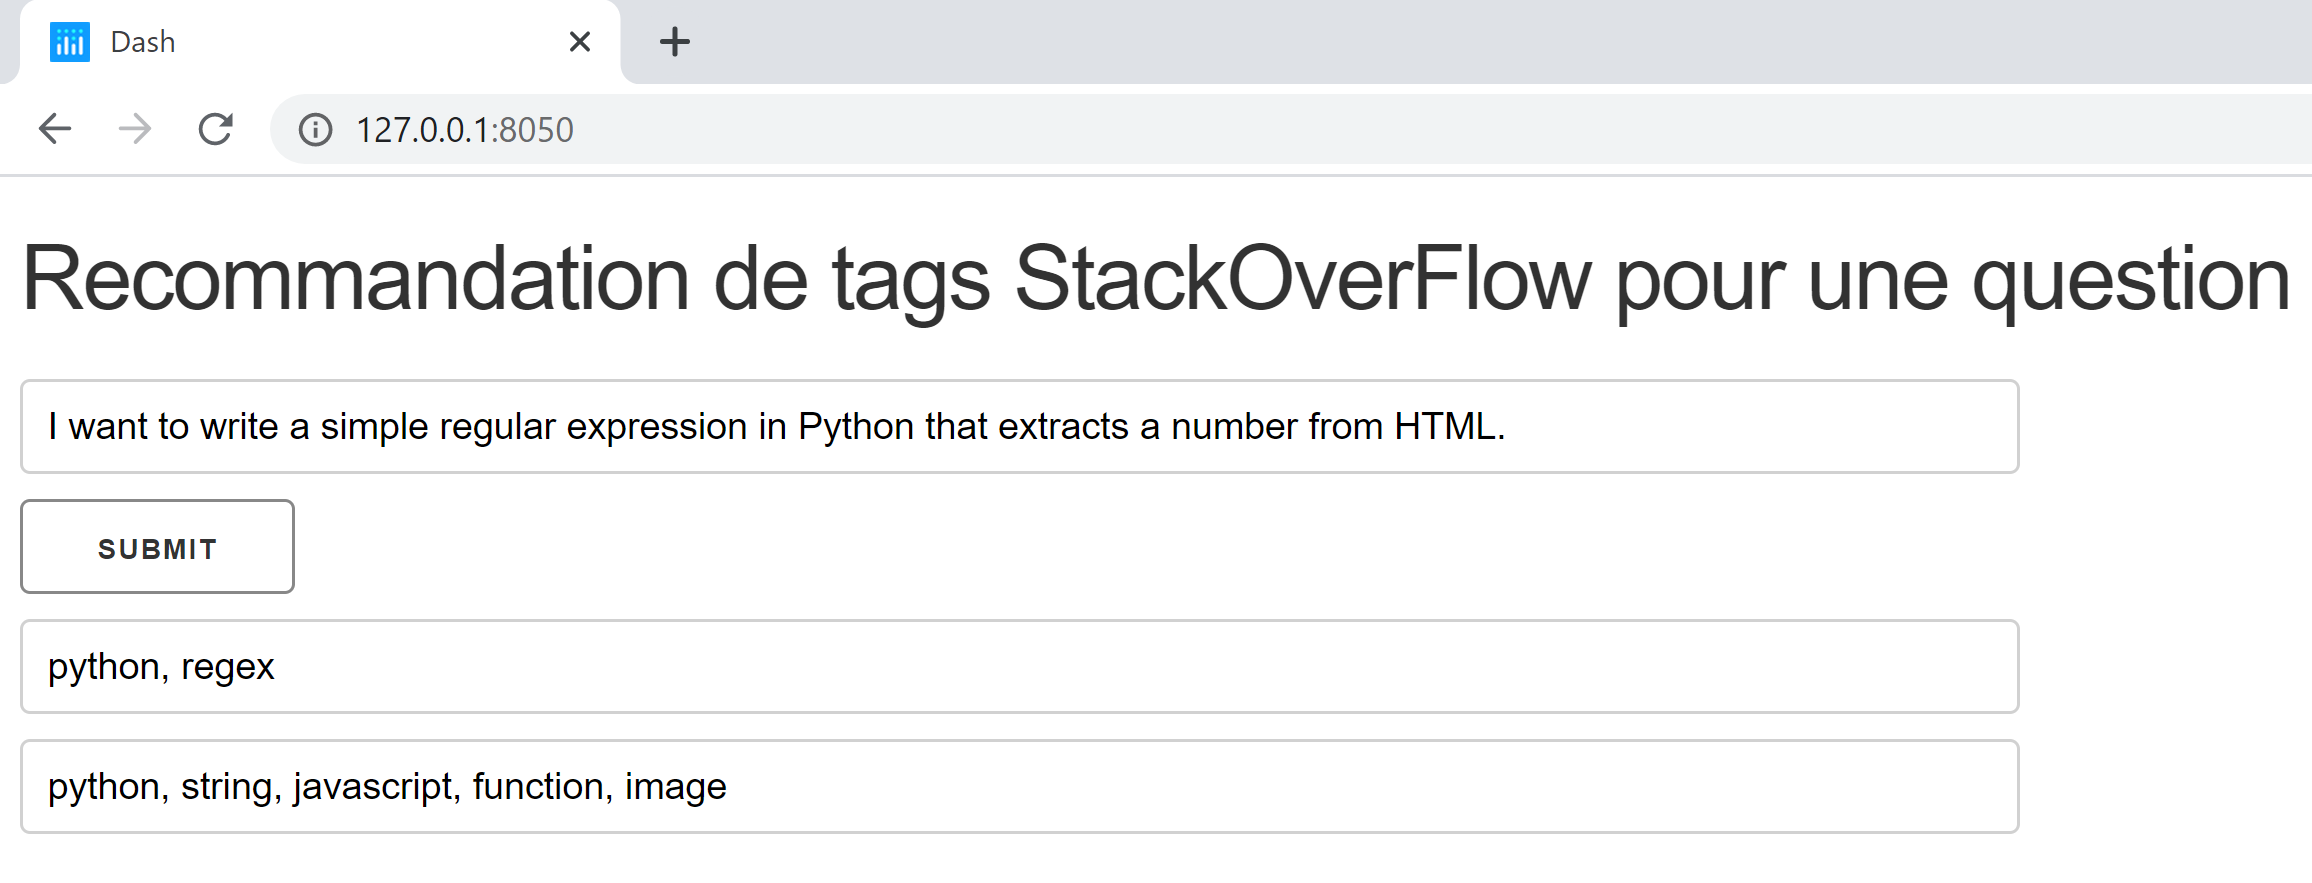 Dash
127.0.0.1:8050
Recommandation de tags StackOverFlow pour une question
I want to write a simple regular expression in Python that extracts a number from HTML.
SUBMIT
python, regex
python, string, javascript, function, image